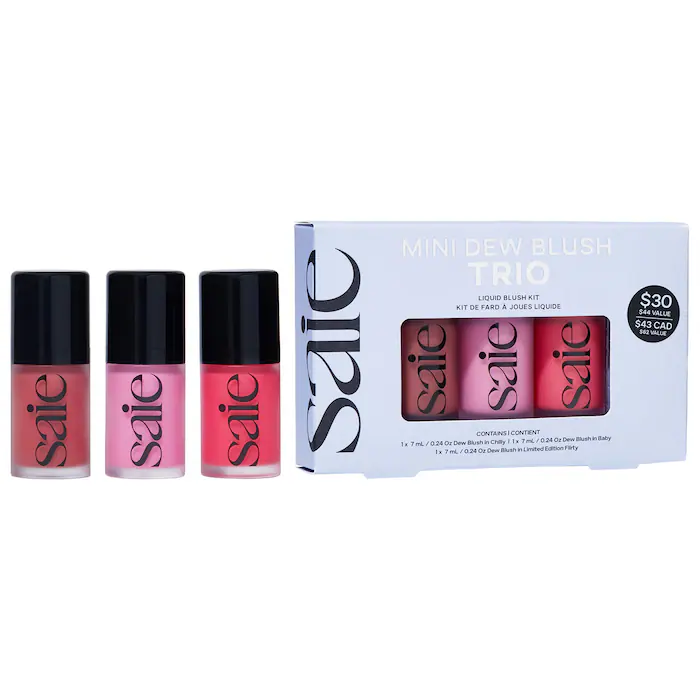 saie
saie
saie
saie
MINI DEW BLUSH
TRIO
LIQUID BLUSH KIT
KIT DE FARD À JOUES LIQUIDE
$30
$44 VALUE
$43 CAD
$62 VALUE
saie
saie
saie
CONTAINS | CONTIENT
1 x 7 mL / 0.24 Oz Dew Blush in Chilly | 1 x 7 mL / 0.24 Oz Dew Blush in Baby
1 x 7 mL / 0.24 Oz Dew Blush in Limited Edition Flirty